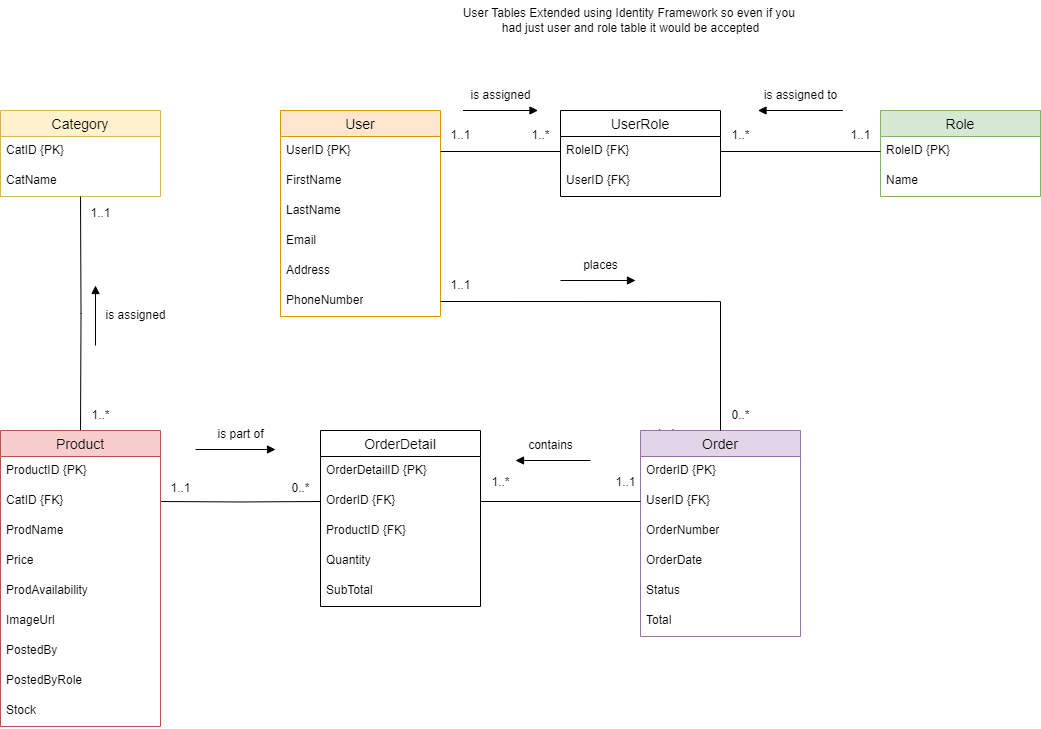 User Tables Extended using Identity Framework so even if you
had just user and role table it would be accepted
is assigned
is assigned to
Category
User
UserRole
Role
CatID {PK}
CatName
UserID {PK}
FirstName
LastName
Email
Address
PhoneNumber
1..1
1..*
RoleID {FK}
UserID {FK}
1..*
1..1
RoleID {PK}
Name
1..1
places
1..1
is assigned
1..*
0..*
Product
is part of
OrderDetail
contains
Order
ProductID {PK}
CatID {FK}
ProdName
Price
ProdAvailability
ImageUrl
PostedBy
PostedByRole
Stock
1..1
0..*
OrderDetailID {PK}
OrderID {FK}
ProductID {FK}
Quantity
SubTotal
1..*
1..1
OrderID {PK}
UserID {FK}
OrderNumber
OrderDate
Status
Total